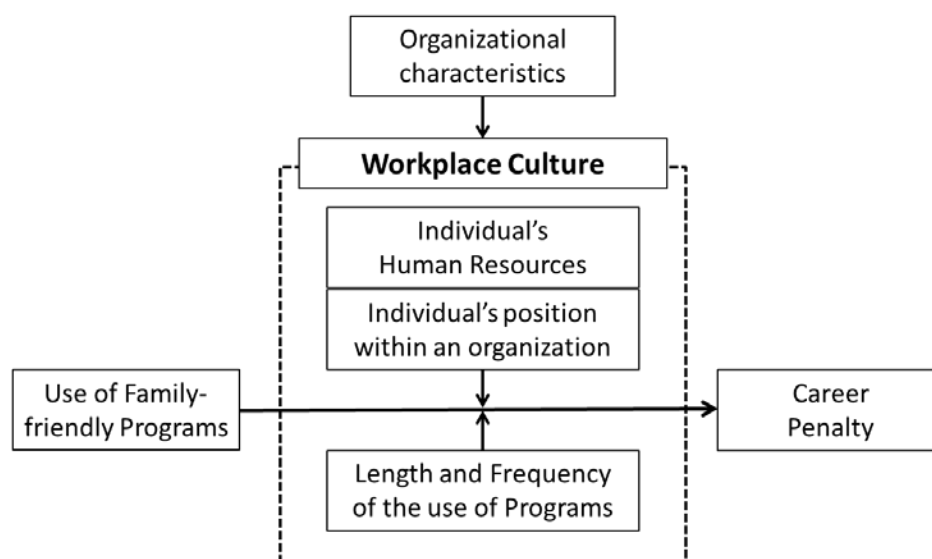 Organizational
characteristics
Workplace Culture
Individual’s
Human Resources
Individual’s position
within an organization
Use of Family-
friendly Programs
Career
Penalty
Length and Frequency
of the use of Programs